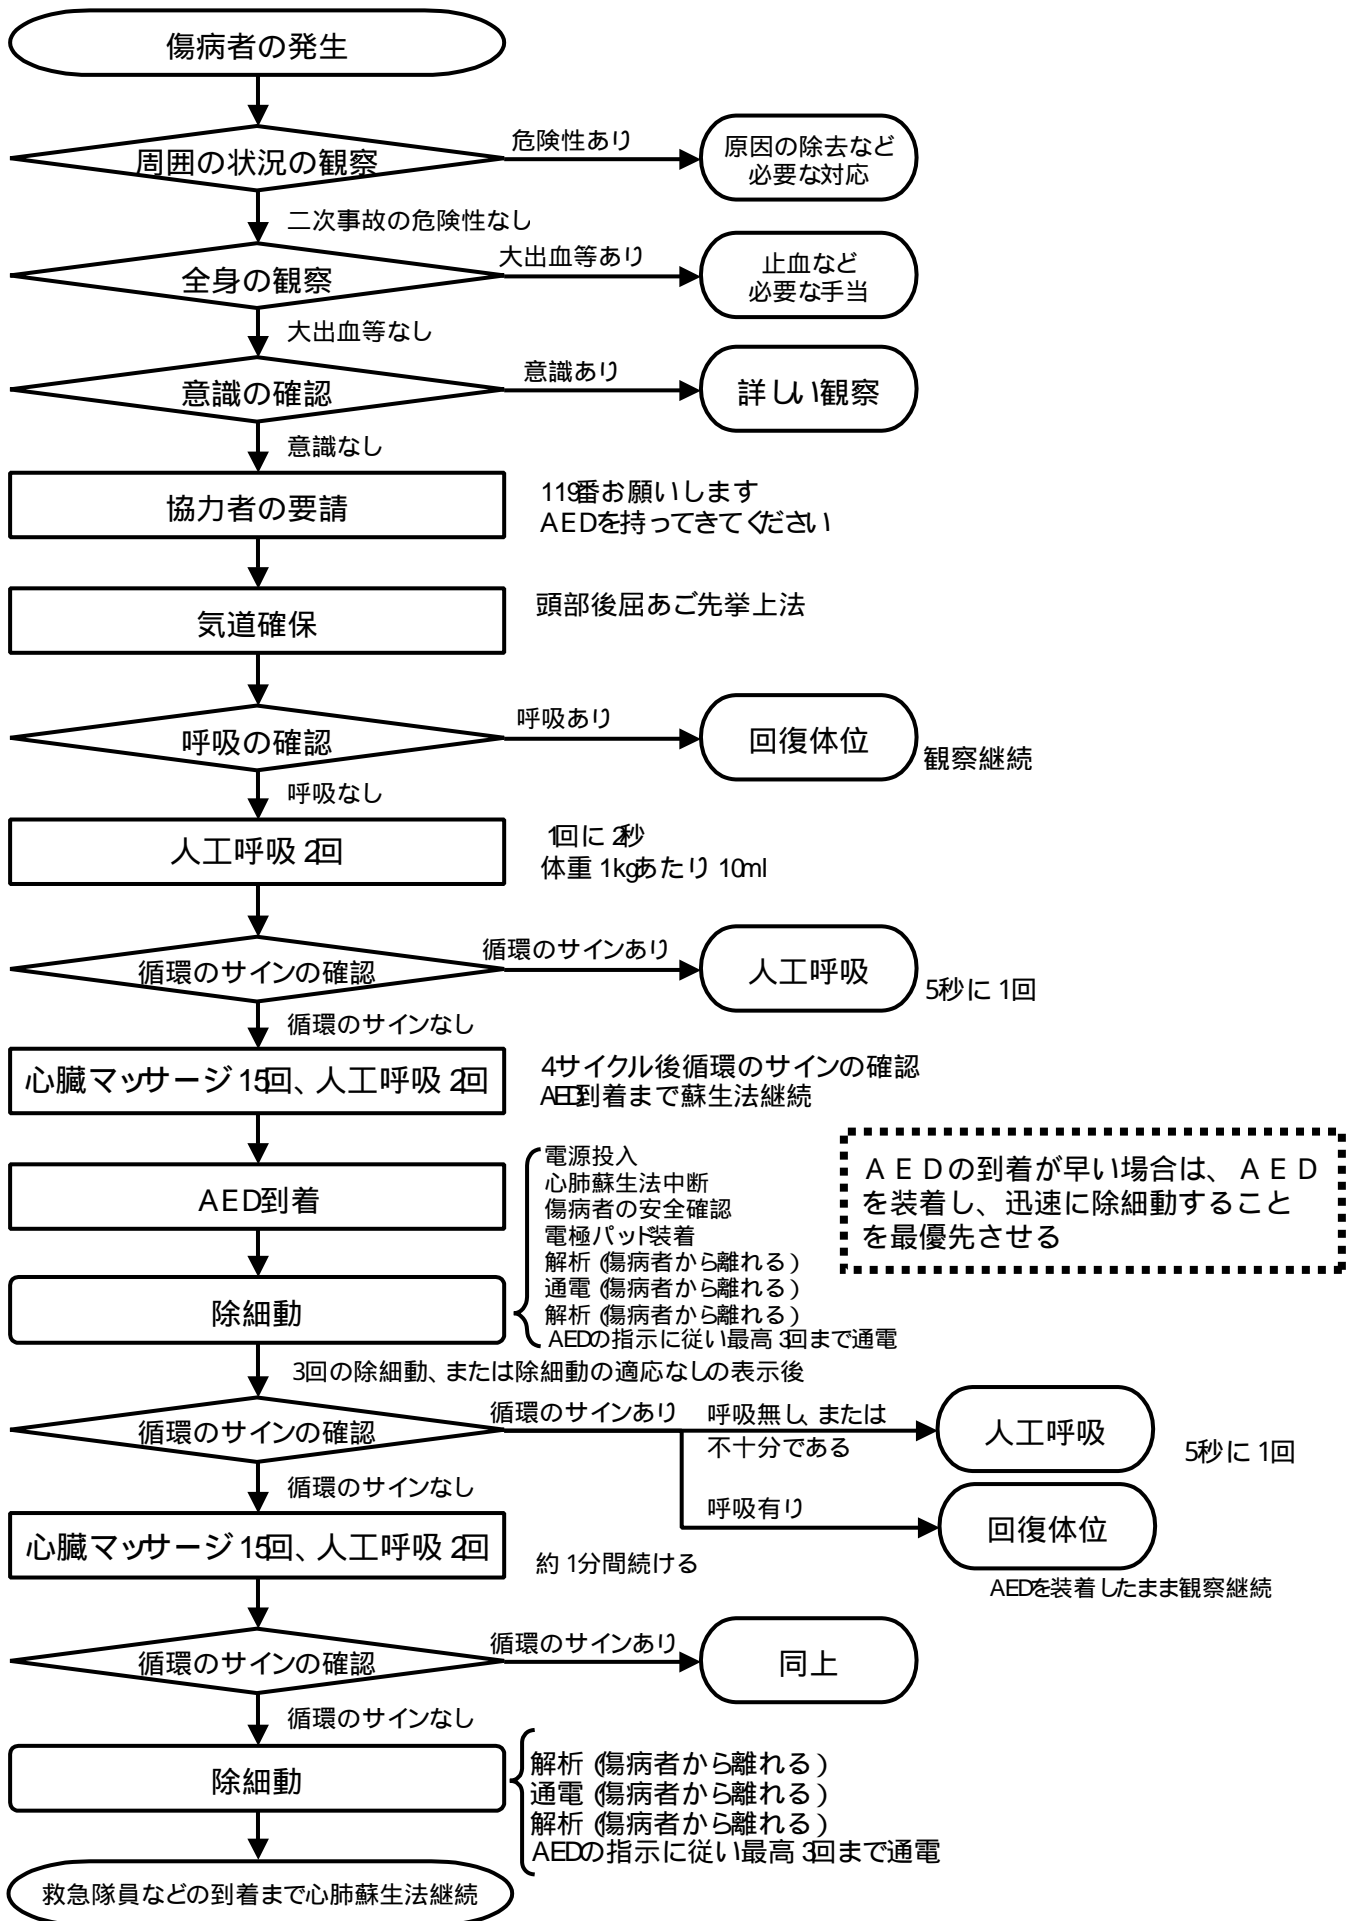 傷病者の発生
周囲の状況の観察
危険性あり
原因の除去など
必要な対応
二次事故の危険性なし
全身の観察
大出血等あり
止血など
必要な手当
大出血等なし
意識の確認
意識あり
詳しい観察
意識なし
協力者の要請
119番お願いします
AEDを持ってきてください
気道確保
頭部後屈あご先挙上法
呼吸の確認
呼吸あり
回復体位
観察継続
呼吸なし
人工呼吸2回
1回に2秒
体重1kgあたり10ml
循環のサインの確認
循環のサインあり
人工呼吸
5秒に1回
循環のサインなし
心臓マッサージ15回、人工呼吸2回
4サイクル後循環のサインの確認
AED到着まで蘇生法継続
AED到着
電源投入
心肺蘇生法中断
傷病者の安全確認
電極パッド装着
解析(傷病者から離れる)
通電(傷病者から離れる)
解析(傷病者から離れる)
AEDの指示に従い最高3回まで通電
AEDの到着が早い場合は、AED
を装着し、迅速に除細動すること
を最優先させる
除細動
3回の除細動、または除細動の適応なしの表示後
循環のサインの確認
循環のサインあり
呼吸無し、または
不十分である
人工呼吸
5秒に1回
循環のサインなし
呼吸有り
回復体位
AEDを装着したまま観察継続
心臓マッサージ15回、人工呼吸2回
約1分間続ける
循環のサインの確認
循環のサインあり
同上
循環のサインなし
除細動
解析(傷病者から離れる)
通電(傷病者から離れる)
解析(傷病者から離れる)
AEDの指示に従い最高3回まで通電
救急隊員などの到着まで心肺蘇生法継続